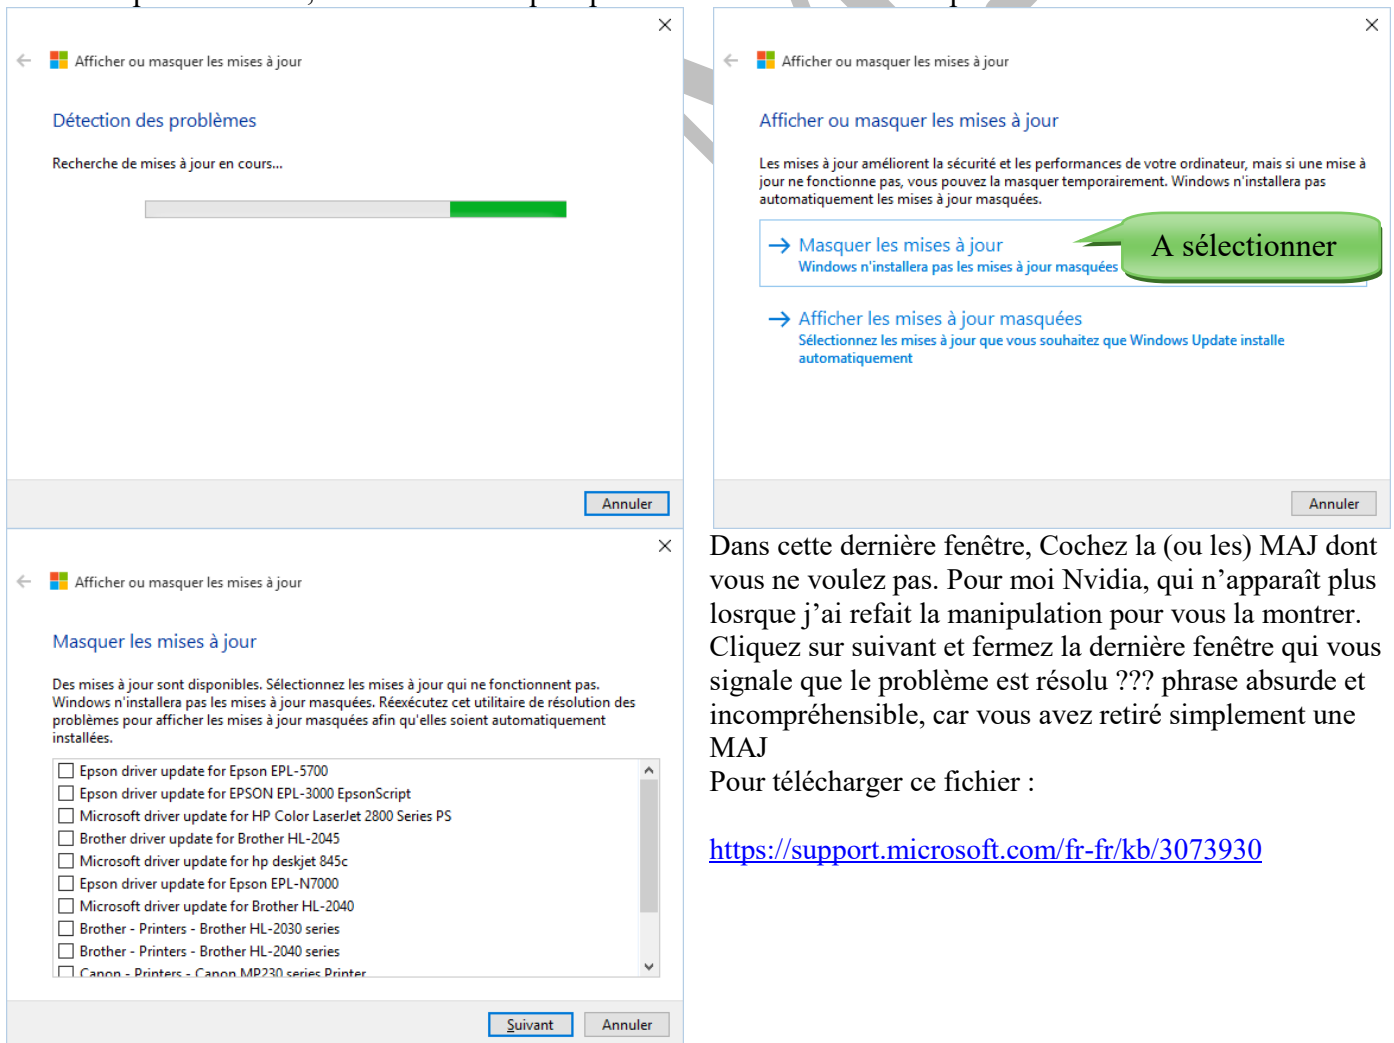 Afficher ou masquer les mises à jour
Détection des problèmes
Recherche de mises à jour en cours...
Annuler
Afficher ou masquer les mises à jour
Afficher ou masquer les mises à jour
Les mises à jour améliorent la sécurité et les performances de votre ordinateur, mais si une mise à
jour ne fonctionne pas, vous pouvez la masquer temporairement. Windows n'installera pas
automatiquement les mises à jour masquées.
Masquer les mises à jour
Windows n'installera pas les mises à jour masquées
A sélectionner
Afficher les mises à jour masquées
Sélectionnez les mises à jour que vous souhaitez que Windows Update installe
automatiquement
Annuler
Afficher ou masquer les mises à jour
Masquer les mises à jour
Des mises à jour sont disponibles. Sélectionnez les mises à jour qui ne fonctionnent pas.
Windows n'installera pas les mises à jour masquées. Réexécutez cet utilitaire de résolution des
problèmes pour afficher les mises à jour masquées afin qu'elles soient automatiquement
installées.
Epson driver update for Epson EPL-5700
Epson driver update for EPSON EPL-3000 EpsonScript
Microsoft driver update for HP Color LaserJet 2800 Series PS
Brother driver update for Brother HL-2045
Microsoft driver update for hp deskjet 845c
Epson driver update for Epson EPL-N7000
Microsoft driver update for Brother HL-2040
Brother - Printers - Brother HL-2030 series
Brother - Printers - Brother HL-2040 series
Canon - Printers - Canon MP230 series Printer
Suivant
Annuler
Dans cette dernière fenêtre, Cochez la (ou les) MAJ dont
vous ne voulez pas. Pour moi Nvidia, qui n'apparaît plus
losrque j'ai refait la manipulation pour vous la montrer.
Cliquez sur suivant et fermez la dernière fenêtre qui vous
signale que le problème est résolu ??? phrase absurde et
incompréhensible, car vous avez retiré simplement une
MAJ
Pour télécharger ce fichier :
https://support.microsoft.com/fr-fr/kb/3073930